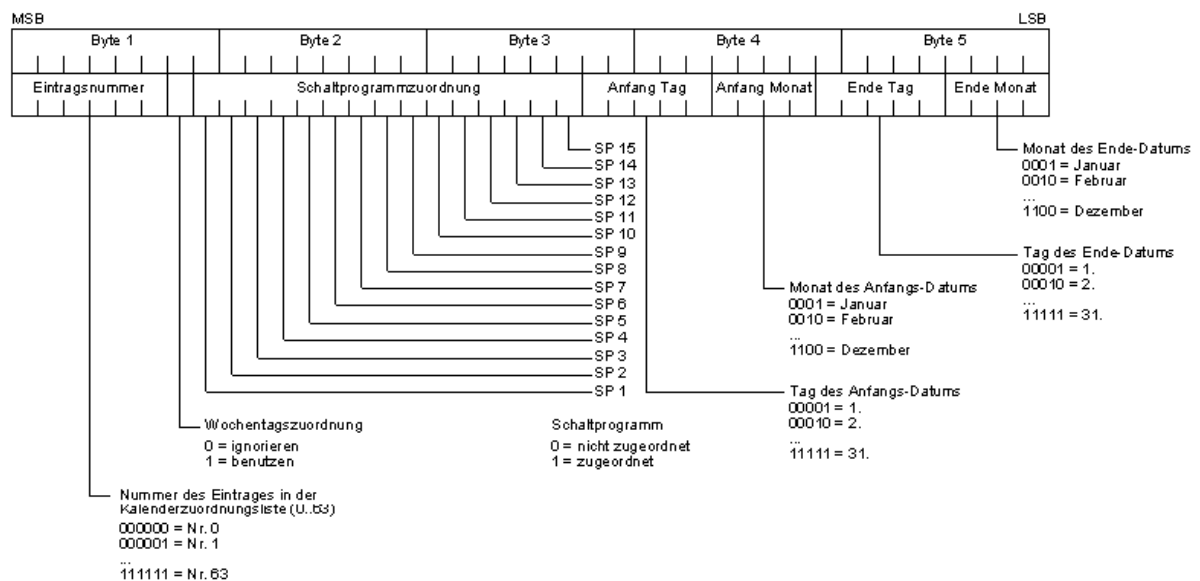 MSB LSB
Byte 1 Byte 2 Byte 3 Byte 4 Byte 5
Eintragsnummer Schaltprogrammzuordnung Anfang Tag Anfang Monat Ende Tag Ende Monat
SP 15
SP 14
SP 13
SP 12
SP 11
SP 10
SP 9
SP 8
SP 7
SP 6
SP 5
SP 4
SP 3
SP 2
SP 1
Monat des Ende-Datums
0001 = Januar
0010 = Februar
...
1100 = Dezember
Tag des Ende-Datums
00001 = 1.
00010 = 2.
...
11111 = 31.
Monat des Anfangs-Datums
0001 = Januar
0010 = Februar
...
1100 = Dezember
Tag des Anfangs-Datums
00001 = 1.
00010 = 2.
...
11111 = 31.
Wochentagszuordnung
0 = ignorieren
1 = benutzen
Schaltprogramm
0 = nicht zugeordnet
1 = zugeordnet
Nummer des Eintrages in der
Kalenderzuordnungsliste (0..63)
000000 = Nr. 0
000001 = Nr. 1
...
111111 = Nr. 63